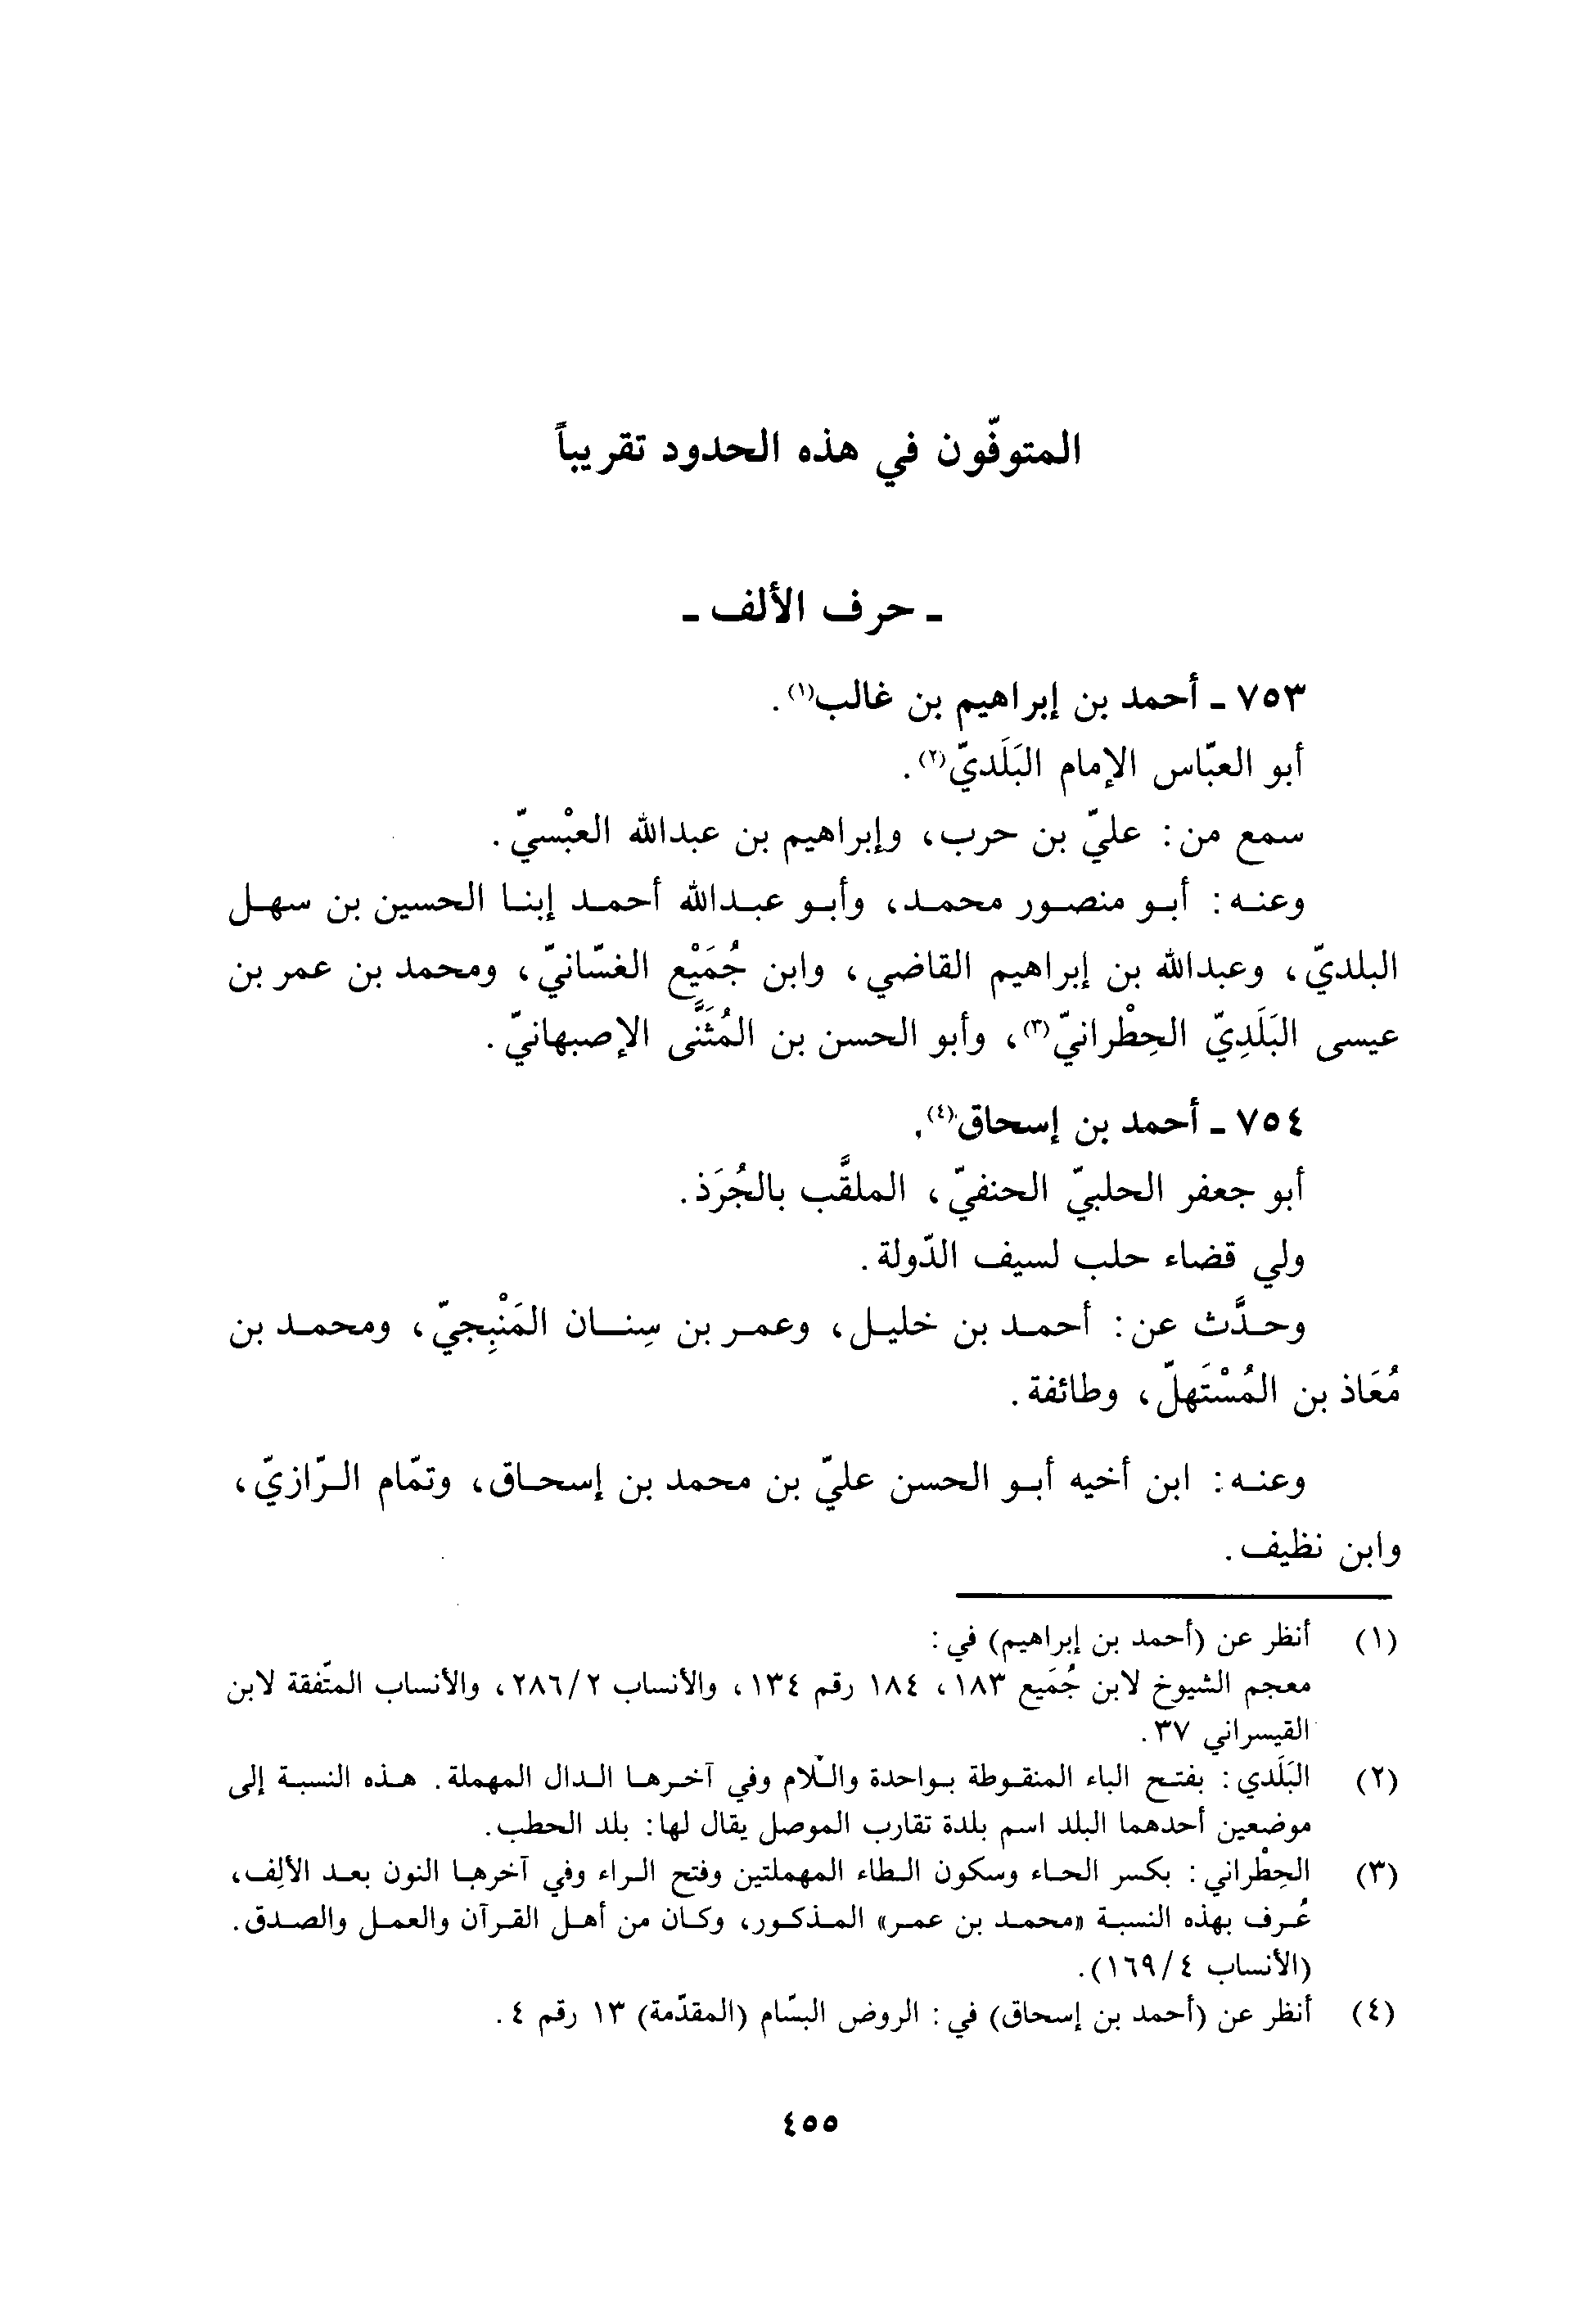 المتوفّون في هذه الحدود تقريباً
ـ حرف الألف ـ
٧٥٣ ـ أحمد بن إبراهيم بن غالب(١).
أبو العبّاس الإمام البَلَديّ(٢).
سمع من: عليّ بن حرب، وإبراهيم بن عبدالله العبْسيّ.
وعنه: أبو منصور محمد، وأبو عبدالله أحمد إبنا الحسين بن سهل
البلديّ، وعبدالله بن إبراهيم القاضي، وابن جُمَيْع الغسّانيّ، ومحمد بن عمر بن
عيسى البَلَدِيّ الحِطْرانيّ(٣)، وأبو الحسن بن المُثَنَّى الإصبهانيّ.
٧٥٤ ـ أحمد بن إسحاق(٤).
أبو جعفر الحلبيّ الحنفيّ، الملقَّب بالجُرَذ.
ولي قضاء حلب لسيف الدّولة.
وحدَّث عن: أحمد بن خليل، وعمر بن سِنان المَنْبِجيّ، ومحمد بن
مُعَاذ بن المُسْتَهلّ، وطائفة.
وعنه: ابن أخيه أبو الحسن عليّ بن محمد بن إسحاق، وتمّام الرّازيّ،
وابن نظيف.
(١) أنظر عن (أحمد بن إبراهيم) في:
معجم الشيوخ لابن جُمَيع ١٨٣، ١٨٤ رقم ١٣٤، والأنساب ٢/٢٨٦، والأنساب المتّفقة لابن
القيسراني ٣٧.
(٢) البَلَدي: بفتح الباء المنقوطة بواحدة واللّام وفي آخرها الدال المهملة. هذه النسبة إلى
موضعين أحدهما البلد اسم بلدة تقارب الموصل يقال لها: بلد الحطب.
(٣) الحِطْراني: بكسر الحاء وسكون الطاء المهملتين وفتح الراء وفي آخرها النون بعد الألِف،
عُرف بهذه النسبة «محمد بن عمر» المذكور، وكان من أهل القرآن والعمل والصدق.
(الأنساب ٤/١٦٩).
(٤) أنظر عن (أحمد بن إسحاق) في: الروض البسّام (المقدّمة) ١٣ رقم ٤.
٤٥٥